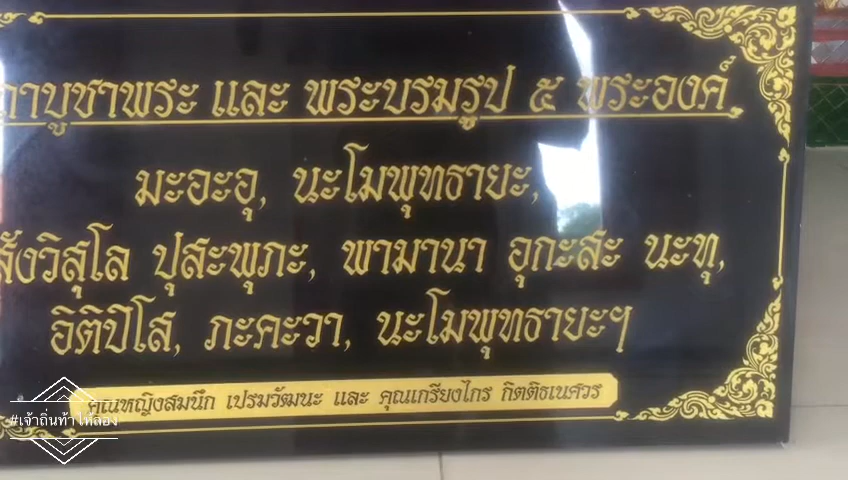 คาถาบูชาพระ และ พระบรมรูป ๕ พระองค์
มะอะอุ, นะโมพุทธายะ,
สังวิสุโล ปุสะพุภะ, พามานา อุกะสะ นะทุ,
อิติปิโส, ภะคะวา, นะโมพุทธายะฯ
คุณหญิงสมนึก เปรมวัฒนะ และ คุณเกรียงไกร กิตติธเนศวร
#เจ้าถิ่นท้าให้ลอง